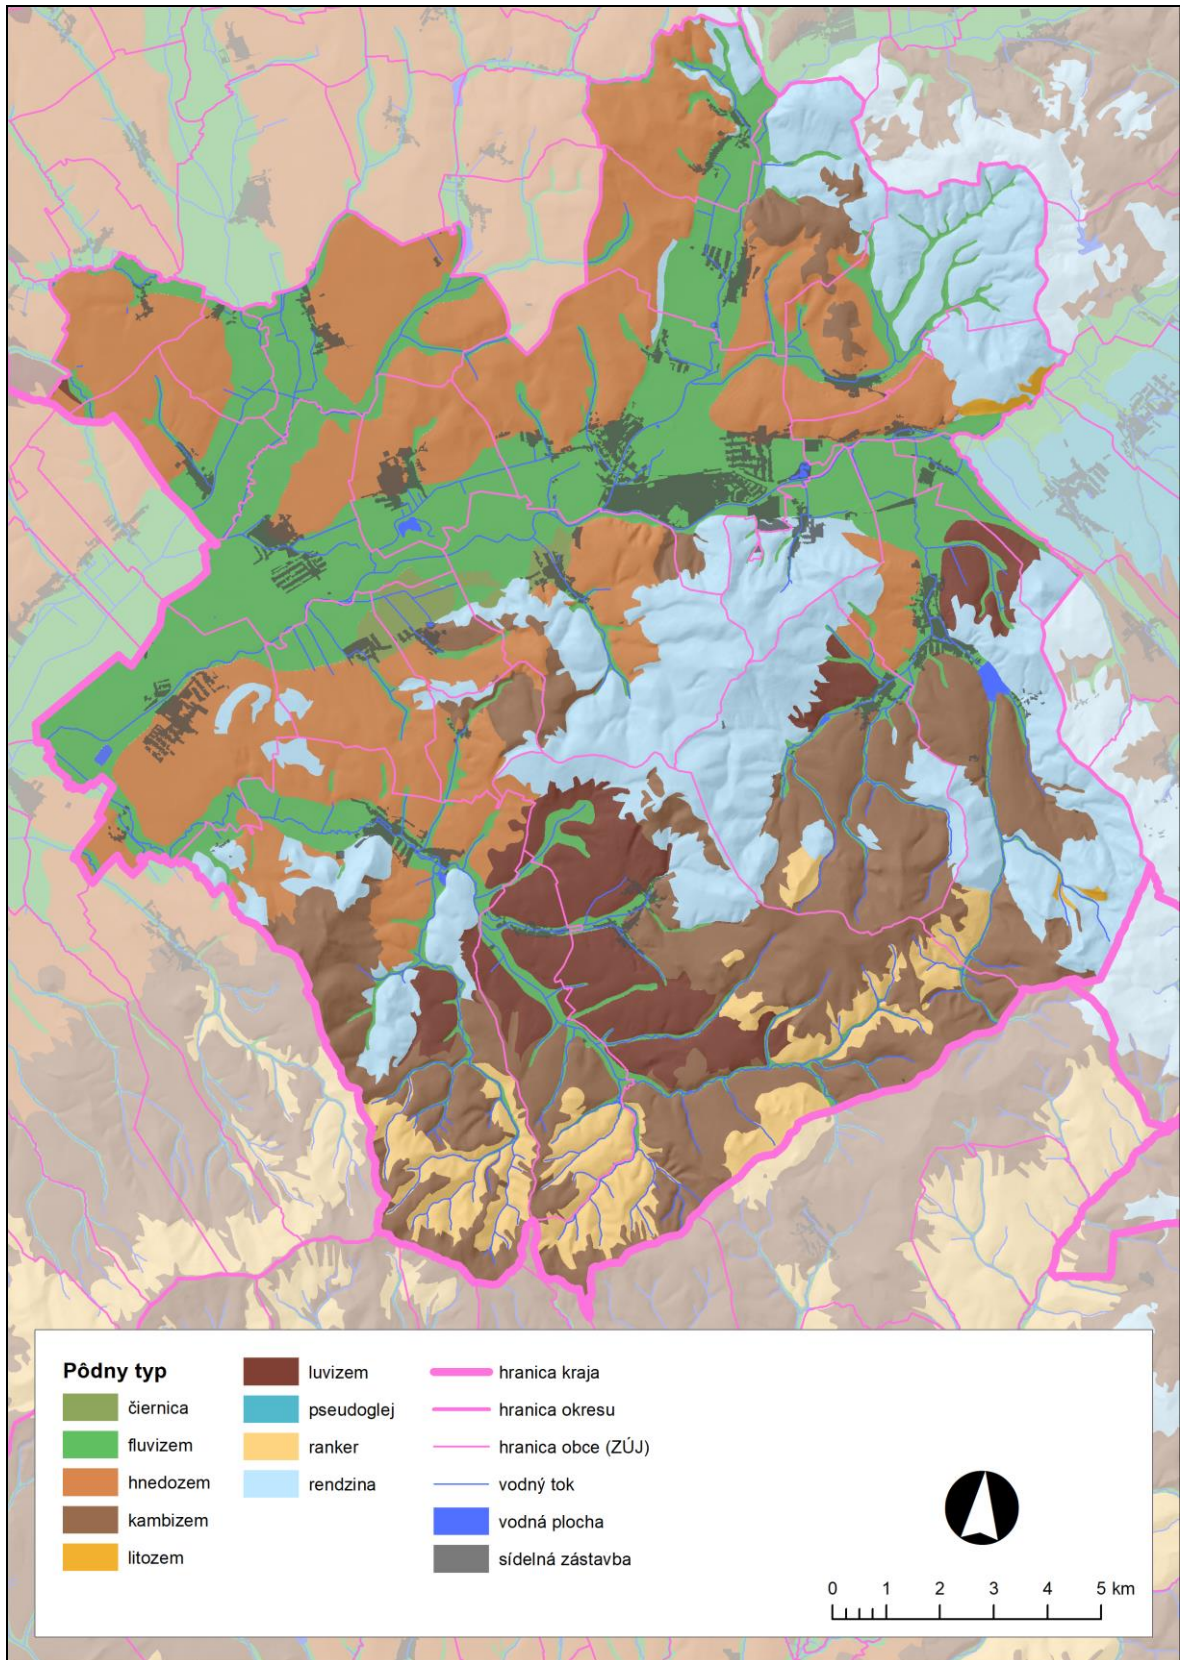 Pôdny typ
čiernica
fluvizem
hnedozem
kambizem
litozem
luvizem
pseudoglej
ranker
rendzina
hranica kraja
hranica okresu
hranica obce (ZÚJ)
vodný tok
vodná plocha
sídelná zástavba
0 1 2 3 4 5 km